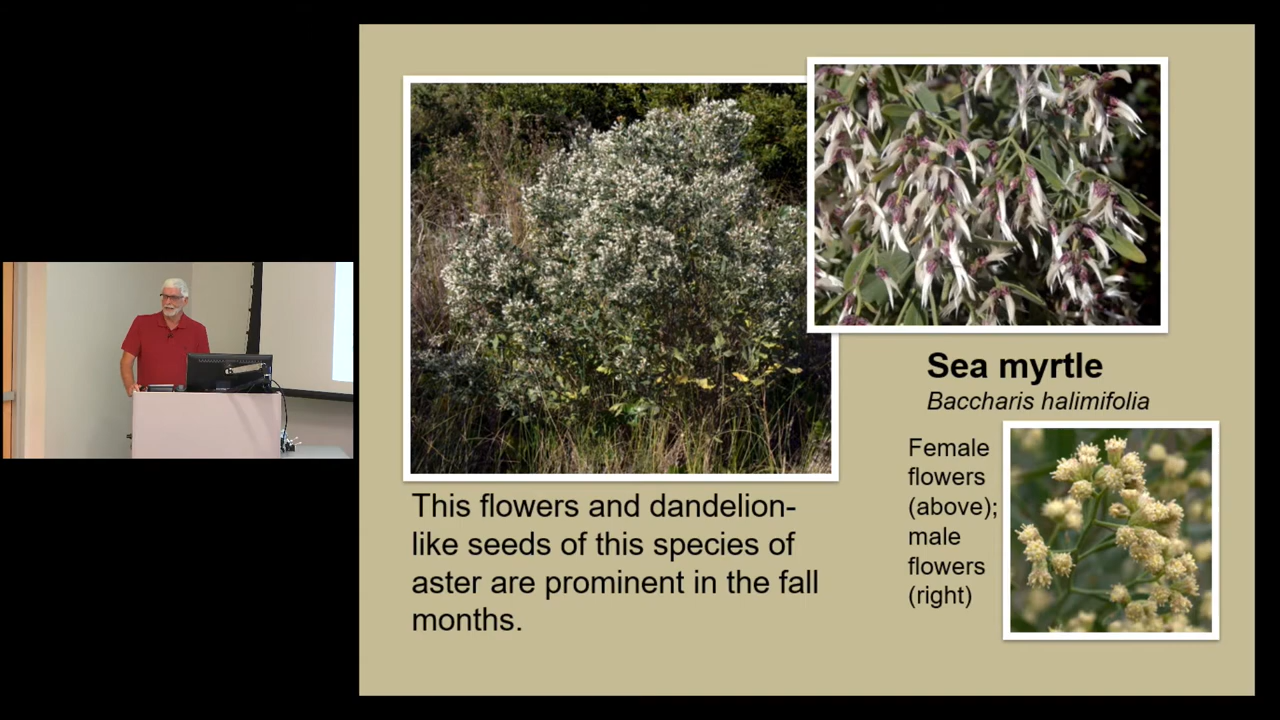 Sea myrtle
Baccharis halimifolia
Female
flowers
(above);
male
flowers
(right)
This flowers and dandelion-
like seeds of this species of
aster are prominent in the fall
months.